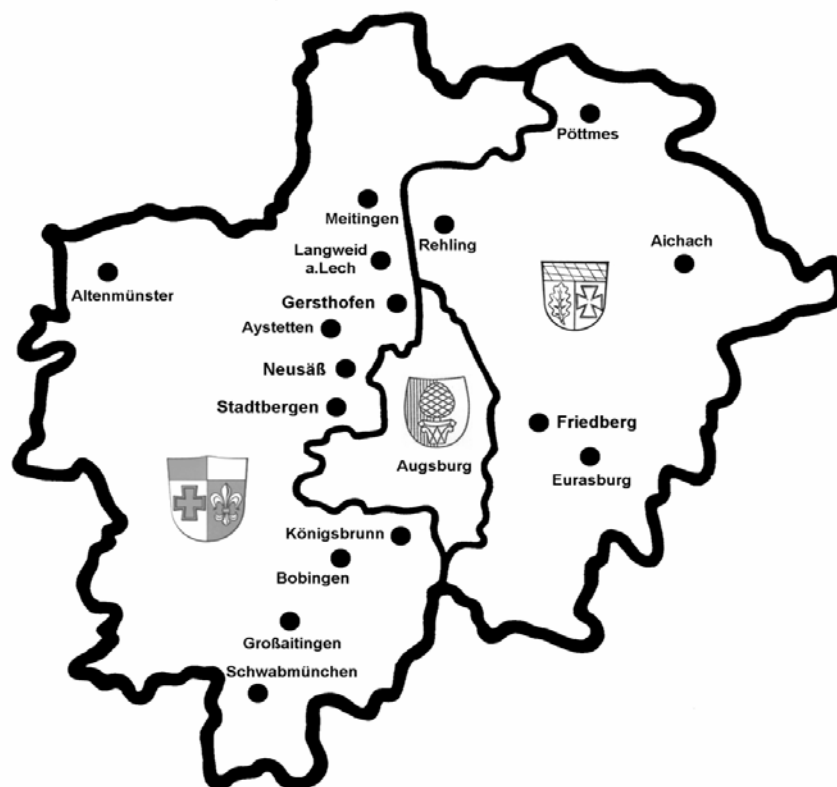 Pöttmes
Meitingen
Rehling
Aichach
Langweid
a.Lech
Altenmünster
Gersthofen
Aystetten
Neusäß
Stadtbergen
Friedberg
Augsburg
Eurasburg
Königsbrunn
Bobingen
Großaitingen
Schwabmünchen